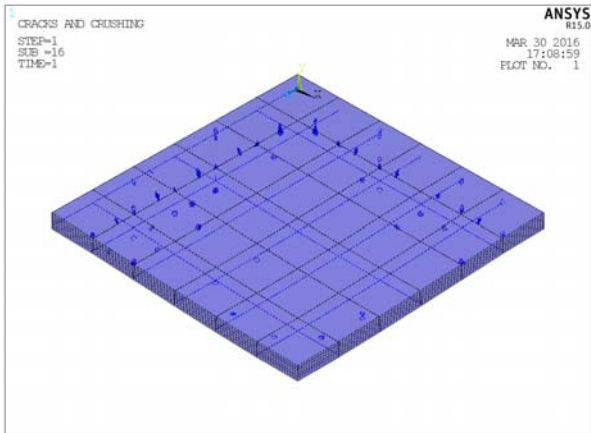 1
CRACKS AND CRUSHING
STEP=1
SUB =16
TIME=1
ANSYS
R15.0
MAR 30 2016
17:08:59
PLOT NO. 1
Y
X